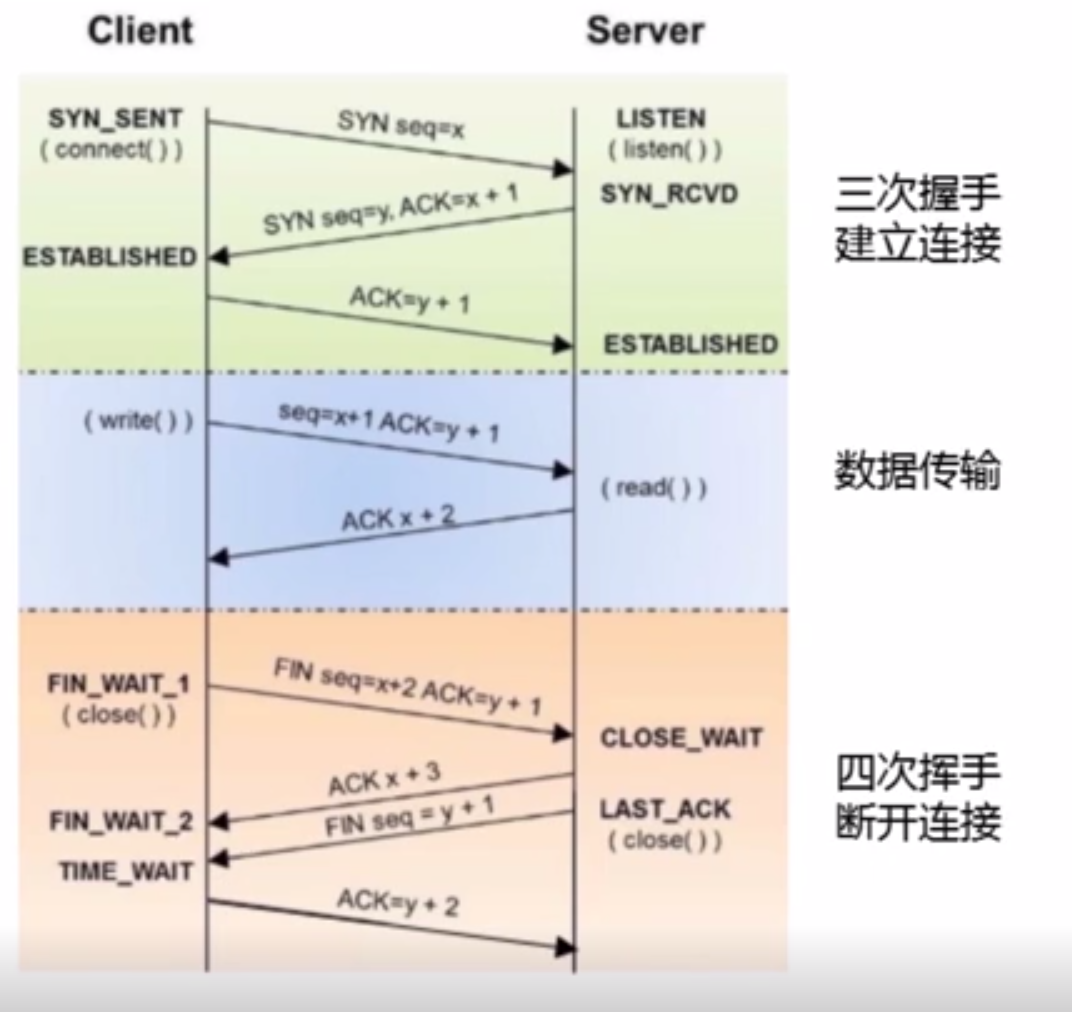 Client
Server
SYN_SENT
( connect( ) )
SYN seq=x
LISTEN
( listen( ) )
SYN_RCVD
SYN seq=y, ACK=x + 1
ESTABLISHED
ACK=y + 1
ESTABLISHED
三次握手
建立连接
( write( ) )
seq=x+1 ACK=y + 1
( read( ) )
ACK x + 2
数据传输
FIN_WAIT_1
( close( ) )
FIN seq=x+2 ACK=y + 1
CLOSE_WAIT
ACK x + 3
FIN_WAIT_2
FIN seq = y + 1
LAST_ACK
( close( ) )
TIME_WAIT
ACK=y + 2
四次挥手
断开连接